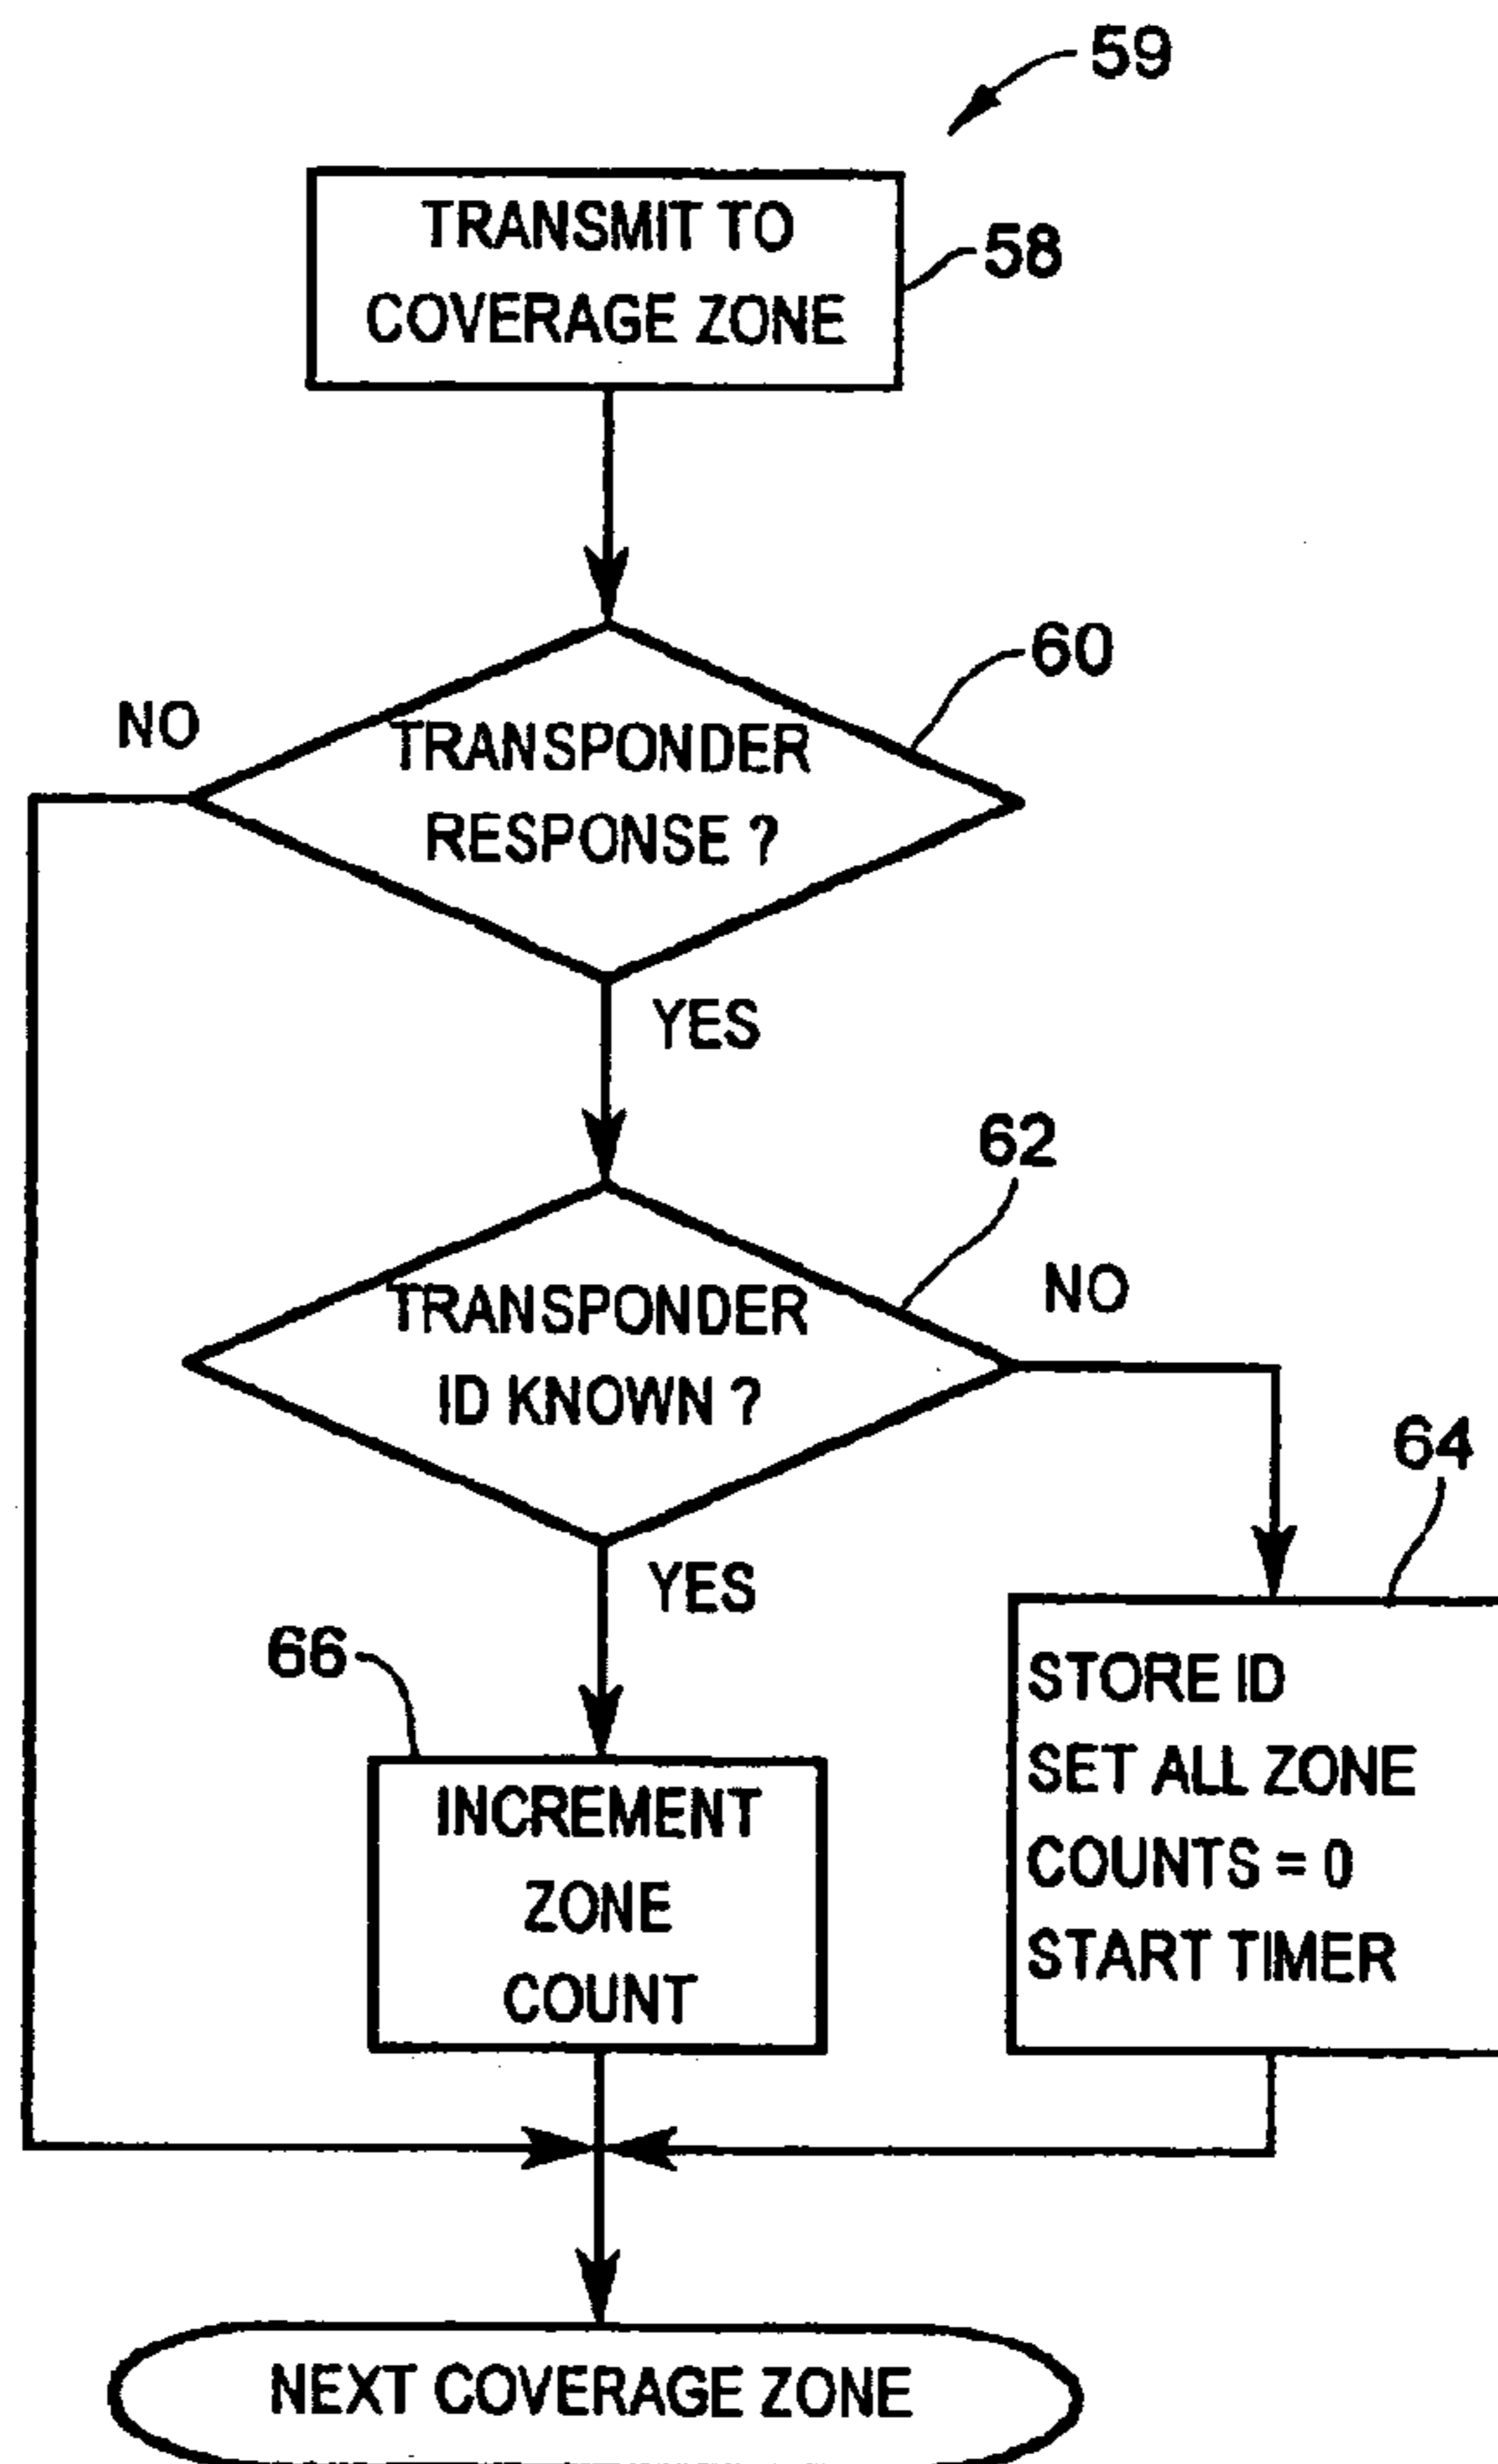 59
TRANSMIT TO
COVERAGE ZONE
58
60
NO
TRANSPONDER
RESPONSE ?
YES
62
NO
TRANSPONDER
ID KNOWN ?
YES
64
66
STORE ID
SET ALL ZONE
COUNTS = 0
START TIMER
INCREMENT
ZONE
COUNT
NEXT COVERAGE ZONE